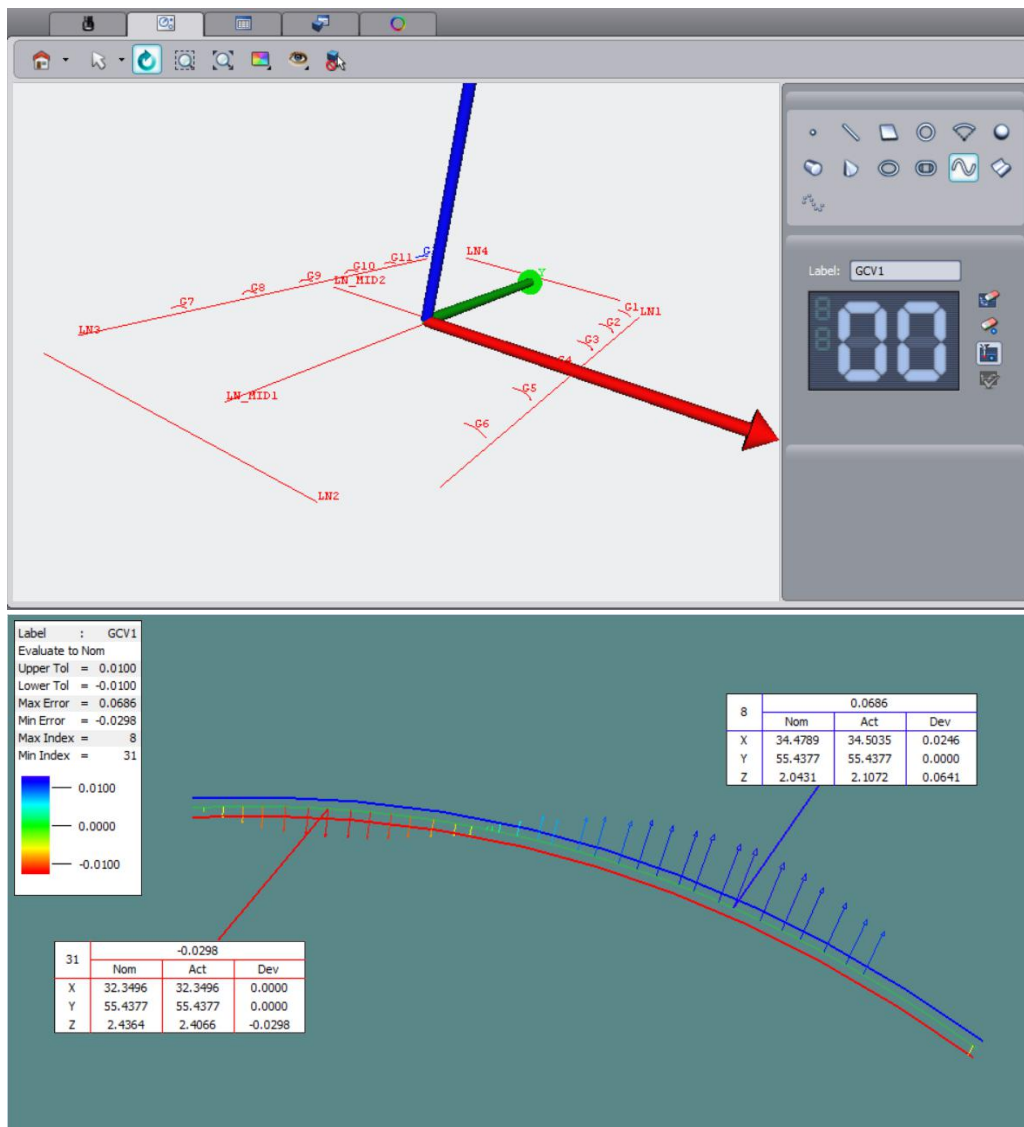 G
LN4
G11
G10
G9
LN_MID2
G8
Y
G7
G1
LN1
G2
LN3
G3
G4
G5
LN_MID1
G6
LN2
Label: GCV1
00
Label : GCV1
Evaluate to Nom
Upper Tol = 0.0100
Lower Tol = -0.0100
Max Error = 0.0686
Min Error = -0.0298
Max Index = 8
Min Index = 31
0.0100
0.0000
-0.0100
8 0.0686
Nom Act Dev
X 34.4789 34.5035 0.0246
Y 55.4377 55.4377 0.0000
Z 2.0431 2.1072 0.0641
31 -0.0298
Nom Act Dev
X 32.3496 32.3496 0.0000
Y 55.4377 55.4377 0.0000
Z 2.4364 2.4066 -0.0298